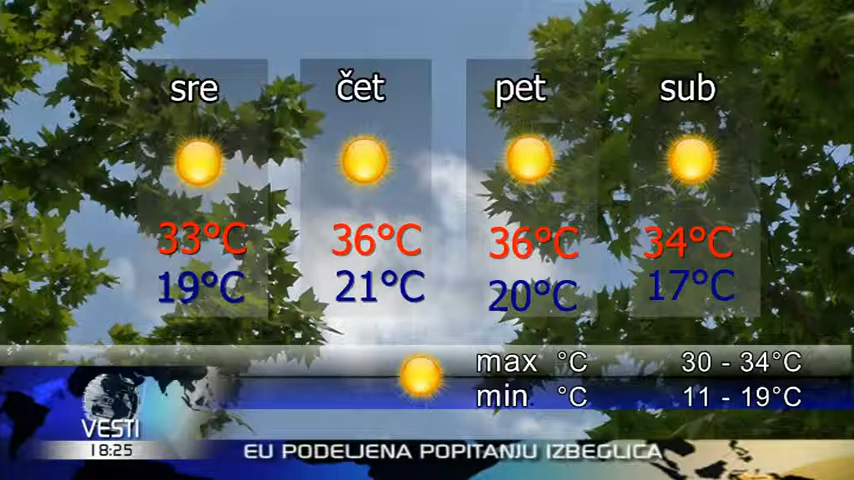 sre čet pet sub
33°C 36°C 36°C 34°C
19°C 21°C 20°C 17°C
max °C 30 - 34°C
min °C 11 - 19°C
VESTI
18:25
EU PODELJENA POPITANJU IZBEGLICA